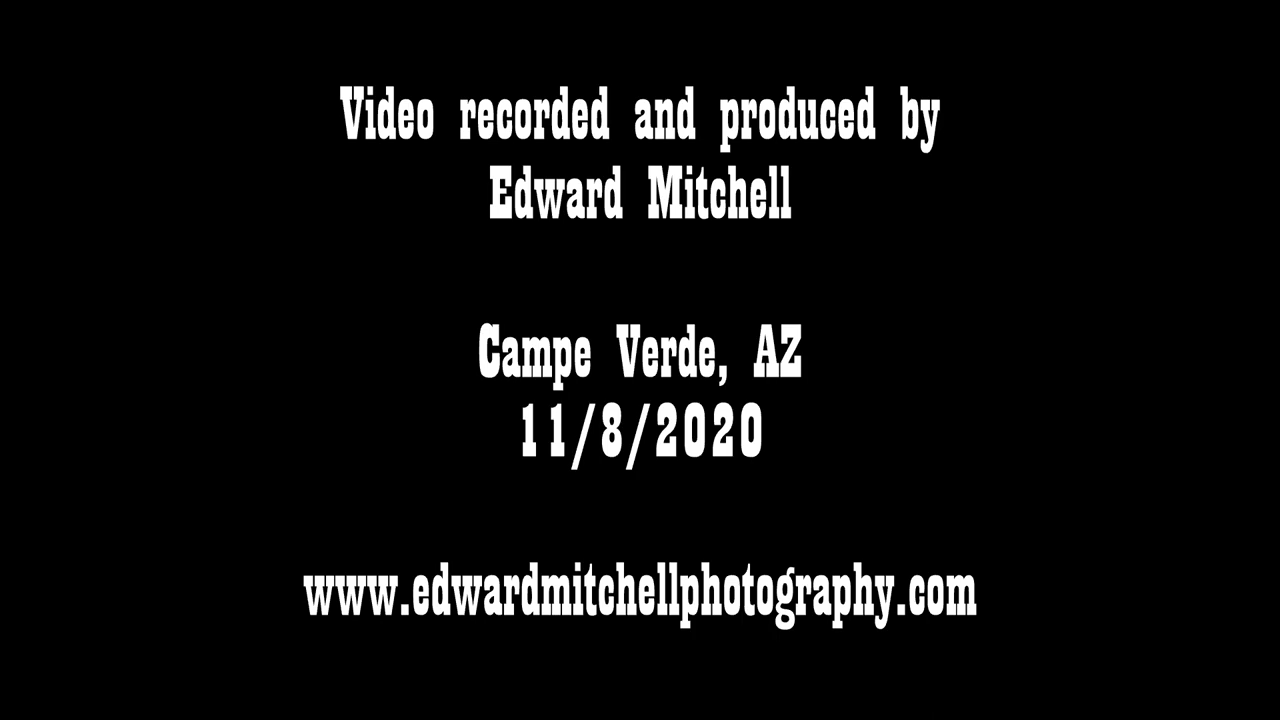 Video recorded and produced by
Edward Mitchell
Campe Verde, AZ
11/8/2020
www.edwardmitchellphotography.com